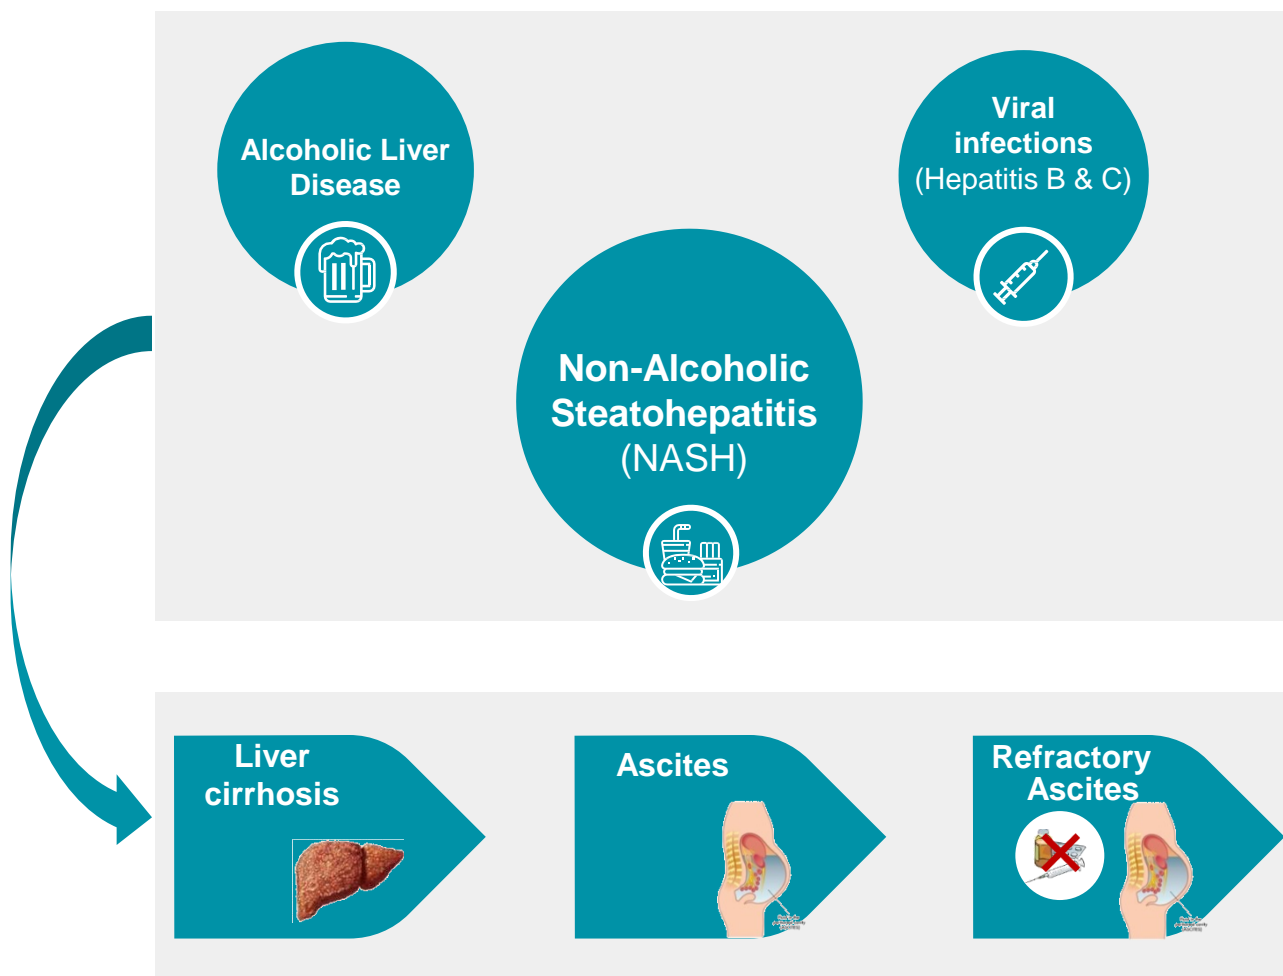 Alcoholic Liver
Disease
Viral
infections
(Hepatitis B & C)
Non-Alcoholic
Steatohepatitis
(NASH)
Liver
cirrhosis
Ascites
Refractory
Ascites